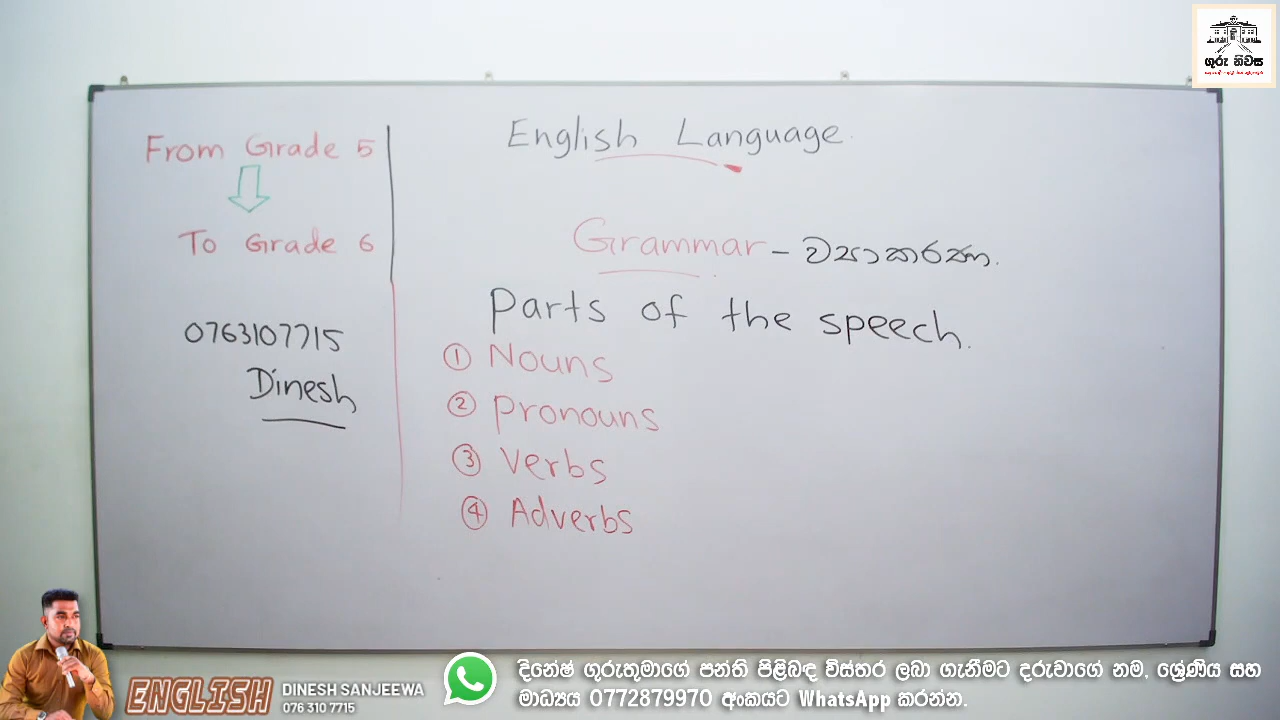 ගුරු නිවස
From Grade 5
To Grade 6
0763107715
Dinesh
English Language.
Grammar - ව්‍යාකරණ.
Parts of the speech.
① Nouns
② pronouns
③ Verbs
④ Adverbs
ENGLISH
DINESH SANJEEWA
076 310 7715
දිනේෂ් ගුරුතුමාගේ පන්ති පිළිබඳ විස්තර ලබා ගැනීමට දරුවාගේ නම, ශ්‍රේණිය සහ
මාධ්‍යය 0772879970 අංකයට WhatsApp කරන්න.